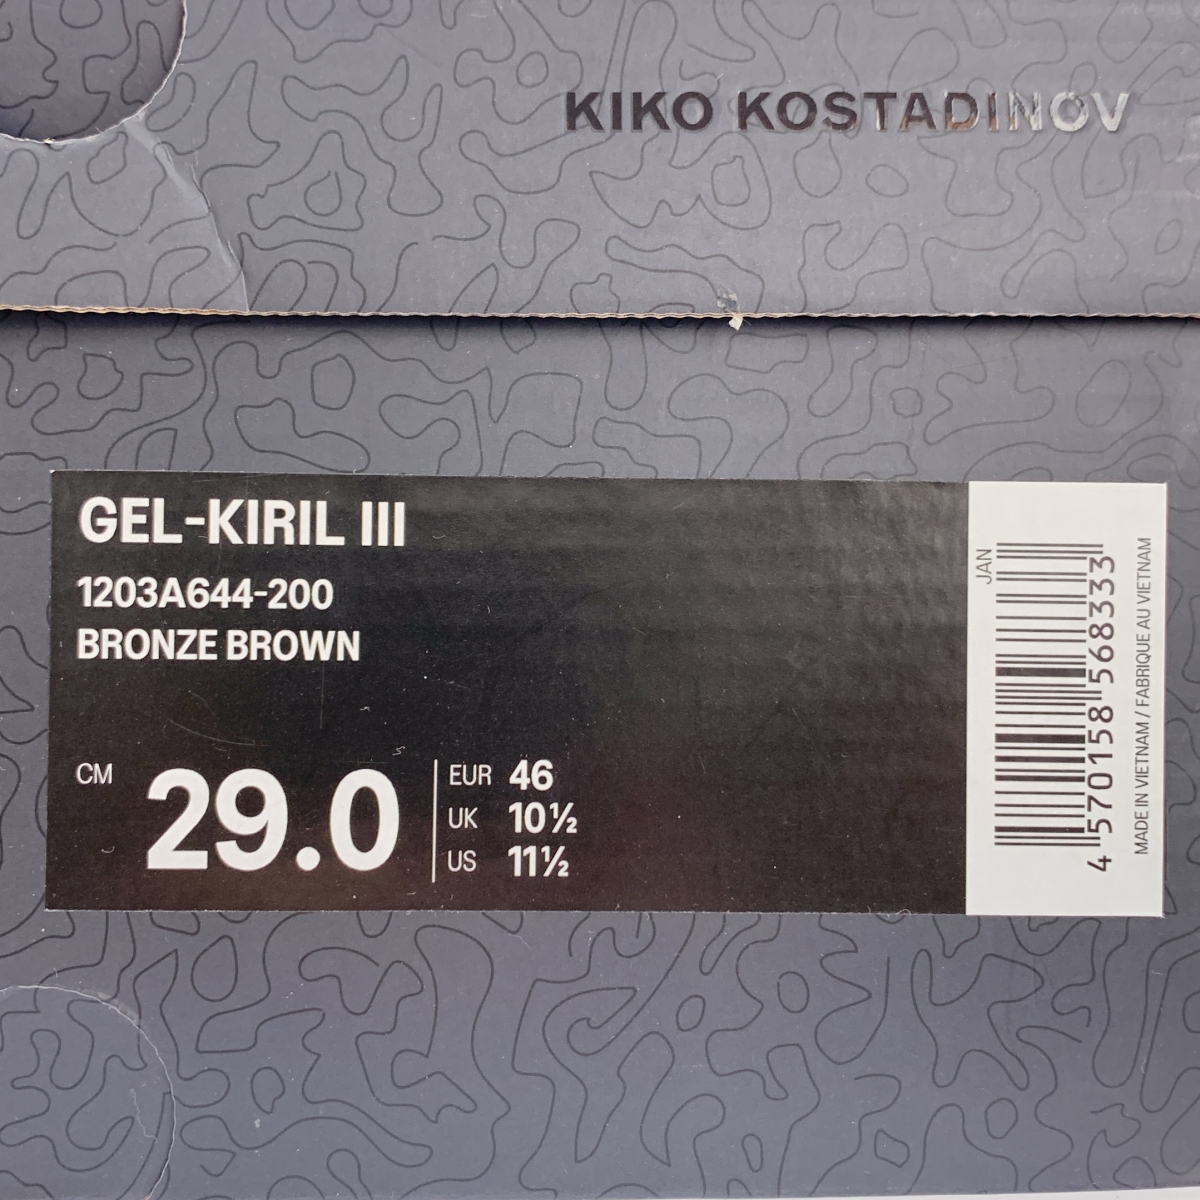 KIKO KOSTADINOV
GEL-KIRIL III
1203A644-200
BRONZE BROWN
CM 29.0
EUR 46
UK 10½
US 11½
JAN
4 570158 568333
MADE IN VIETNAM / FABRIQUE AU VIETNAM